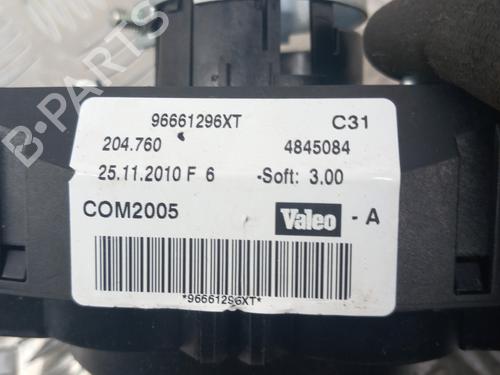 B-PARTS
96661296XT C31
204.760 4845084
25.11.2010 F 6 -Soft: 3.00
COM2005 Valeo - A
*96661296XT*